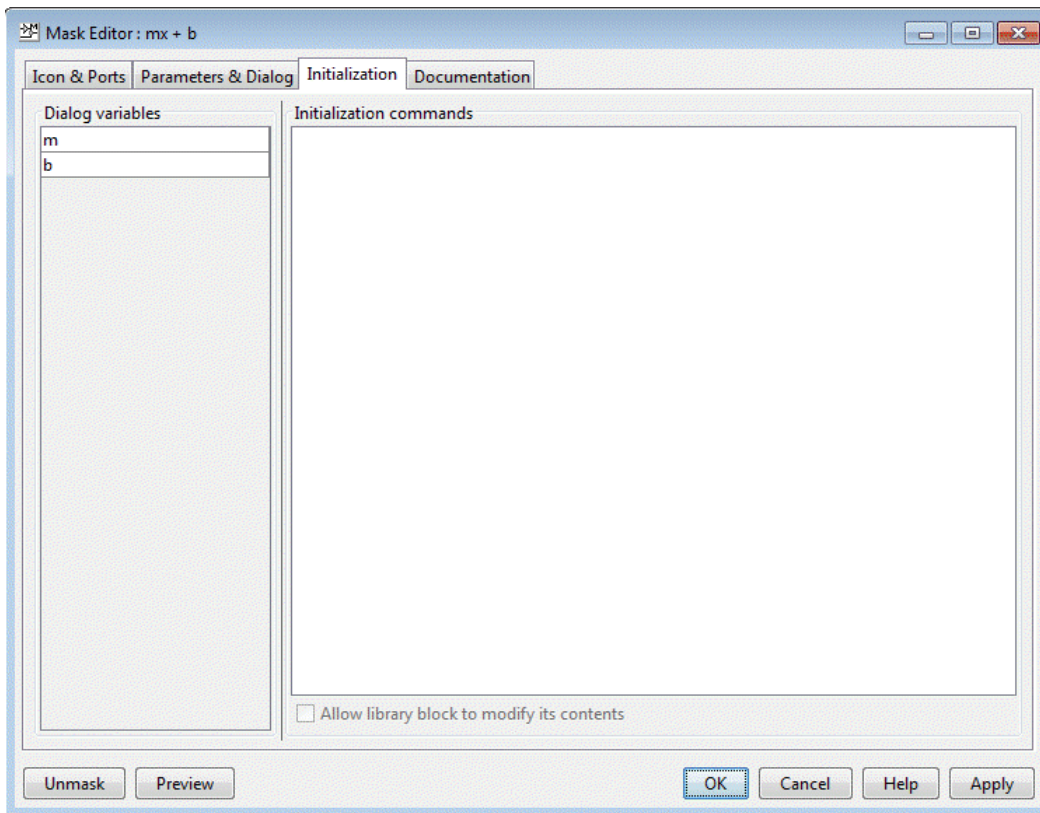 Mask Editor : mx + b
Icon & Ports Parameters & Dialog Initialization Documentation
Dialog variables
m
b
Initialization commands
Allow library block to modify its contents
Unmask Preview OK Cancel Help Apply